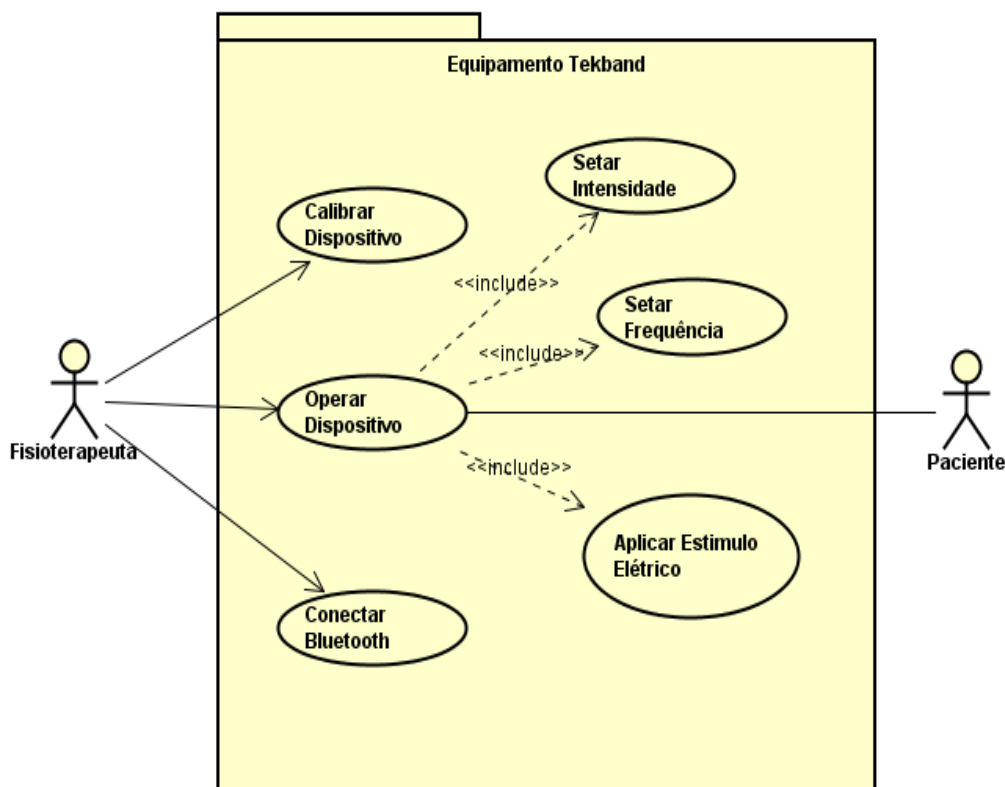 Equipamento Tekband
Setar
Intensidade
Calibrar
Dispositivo
<<include>>
Setar
Frequência
<<include>>
Operar
Dispositivo
Fisioterapeuta
Paciente
<<include>>
Aplicar Estimulo
Elétrico
Conectar
Bluetooth